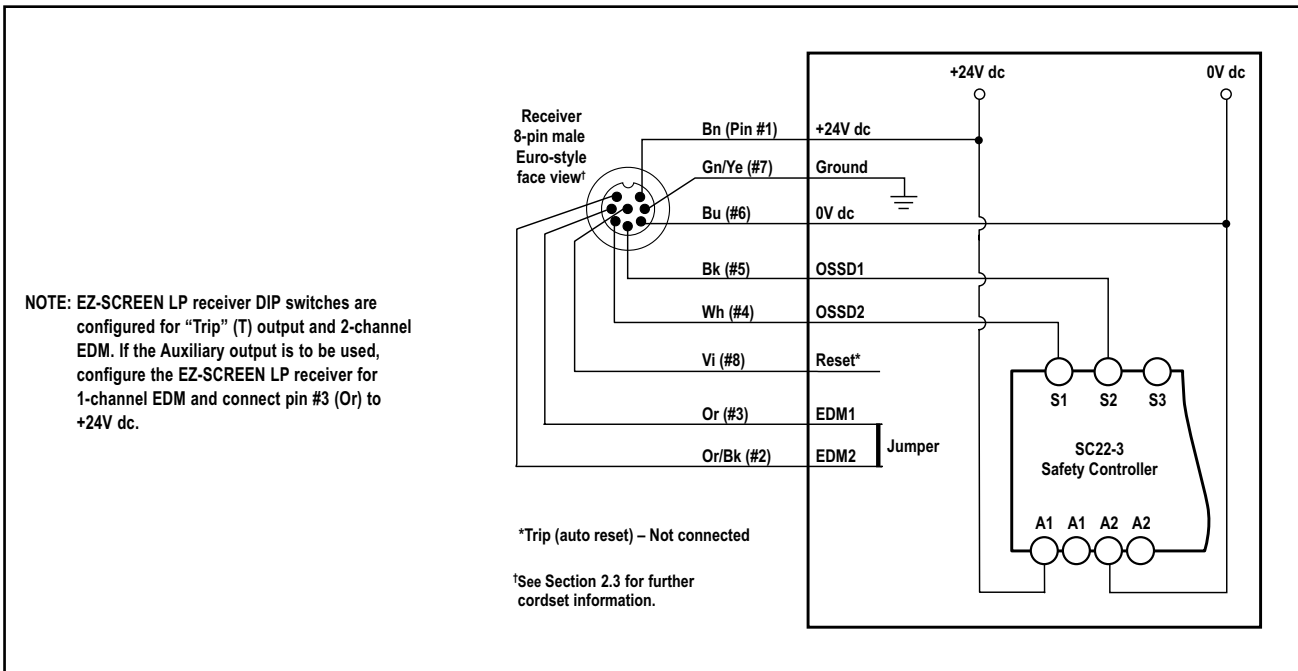 +24V dc
0V dc
Receiver
8-pin male
Euro-style
face view†
Bn (Pin #1)
+24V dc
Gn/Ye (#7)
Ground
Bu (#6)
0V dc
Bk (#5)
OSSD1
Wh (#4)
OSSD2
Vi (#8)
Reset*
Or (#3)
EDM1
Or/Bk (#2)
EDM2
Jumper
NOTE: EZ-SCREEN LP receiver DIP switches are
configured for “Trip” (T) output and 2-channel
EDM. If the Auxiliary output is to be used,
configure the EZ-SCREEN LP receiver for
1-channel EDM and connect pin #3 (Or) to
+24V dc.
S1
S2
S3
SC22-3
Safety Controller
A1
A1
A2
A2
*Trip (auto reset) – Not connected
†See Section 2.3 for further
cordset information.